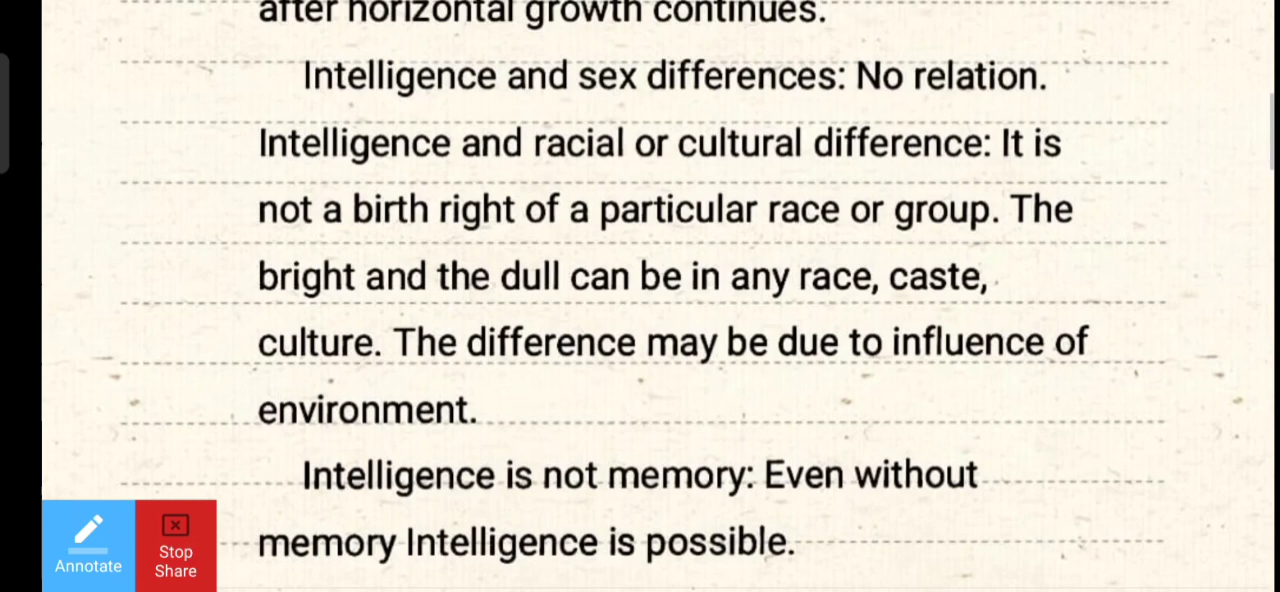 after horizontal growth continues.
Intelligence and sex differences: No relation.
Intelligence and racial or cultural difference: It is
not a birth right of a particular race or group. The
bright and the dull can be in any race, caste,
culture. The difference may be due to influence of
environment.
Intelligence is not memory: Even without
memory Intelligence is possible.
Annotate
Stop
Share